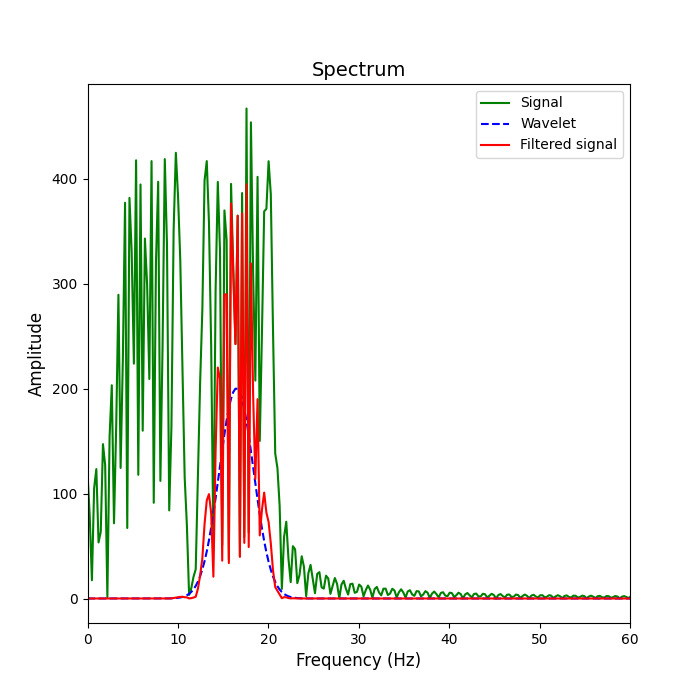 Spectrum
Signal
Wavelet
Filtered signal
400
300
200
100
0
Amplitude
0 10 20 30 40 50 60
Frequency (Hz)